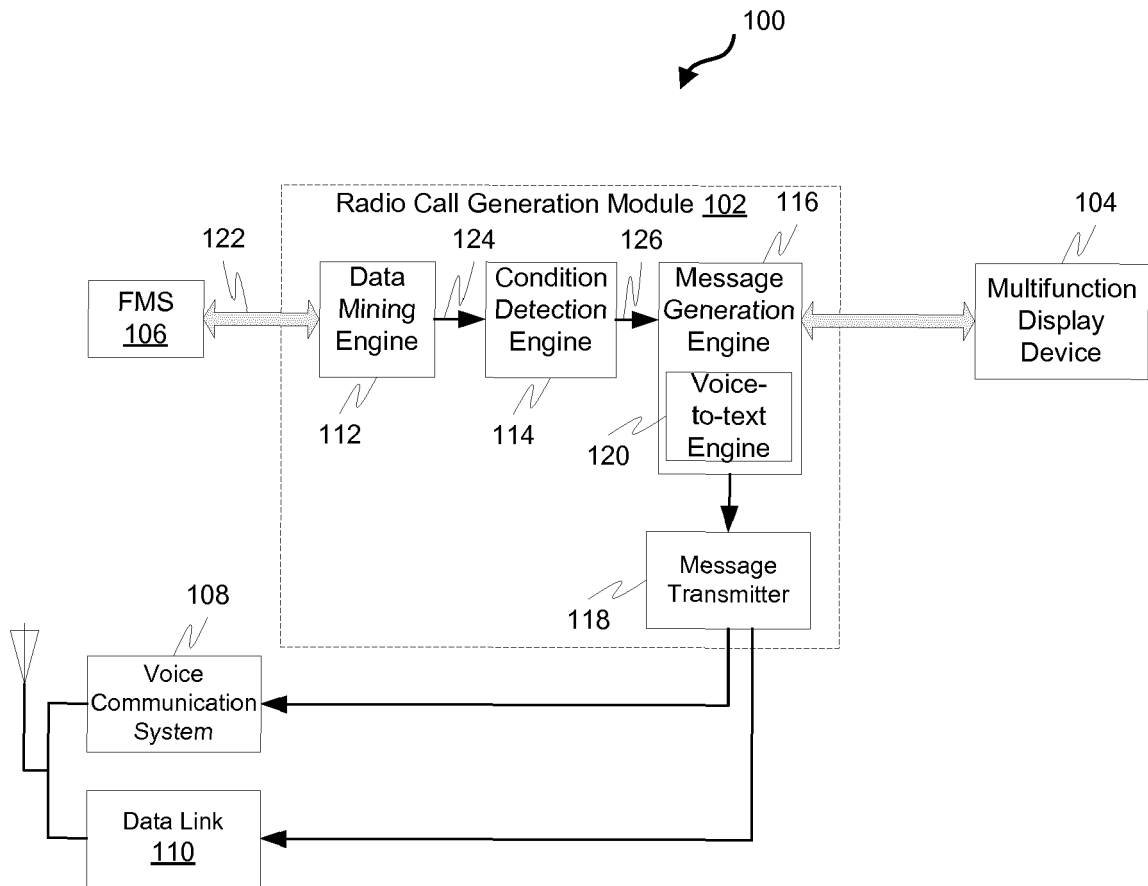 100
Radio Call Generation Module 102
116
104
122
124
126
FMS
106
Data
Mining
Engine
Condition
Detection
Engine
Message
Generation
Engine
Multifunction
Display
Device
112
114
120
Voice-
to-text
Engine
Message
Transmitter
118
108
Voice
Communication
System
Data Link
110